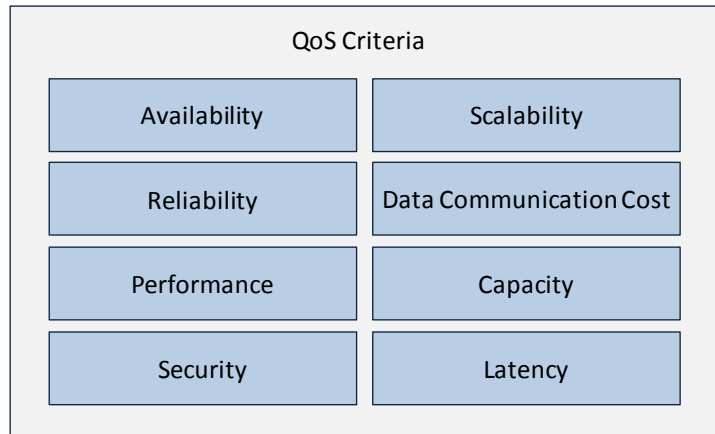 QoS Criteria
Availability
Scalability
Reliability
Data Communication Cost
Performance
Capacity
Security
Latency